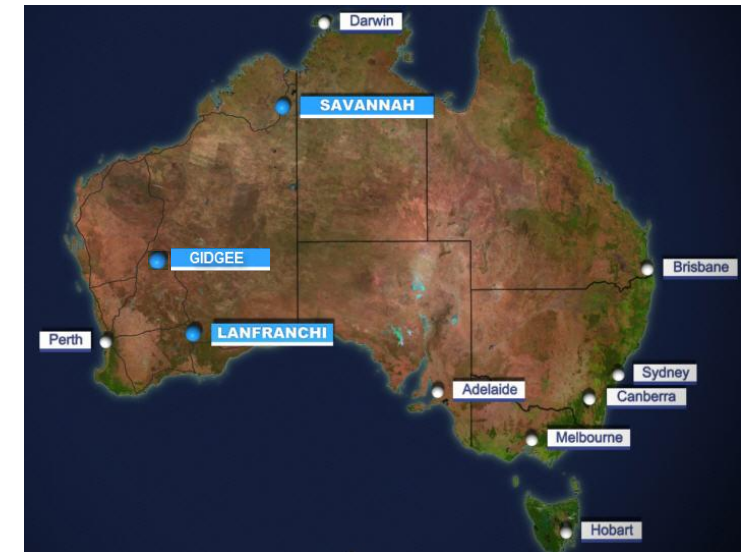 Darwin
SAVANNAH
GIDGEE
Brisbane
LANFRANCHI
Perth
Sydney
Adelaide
Canberra
Melbourne
Hobart